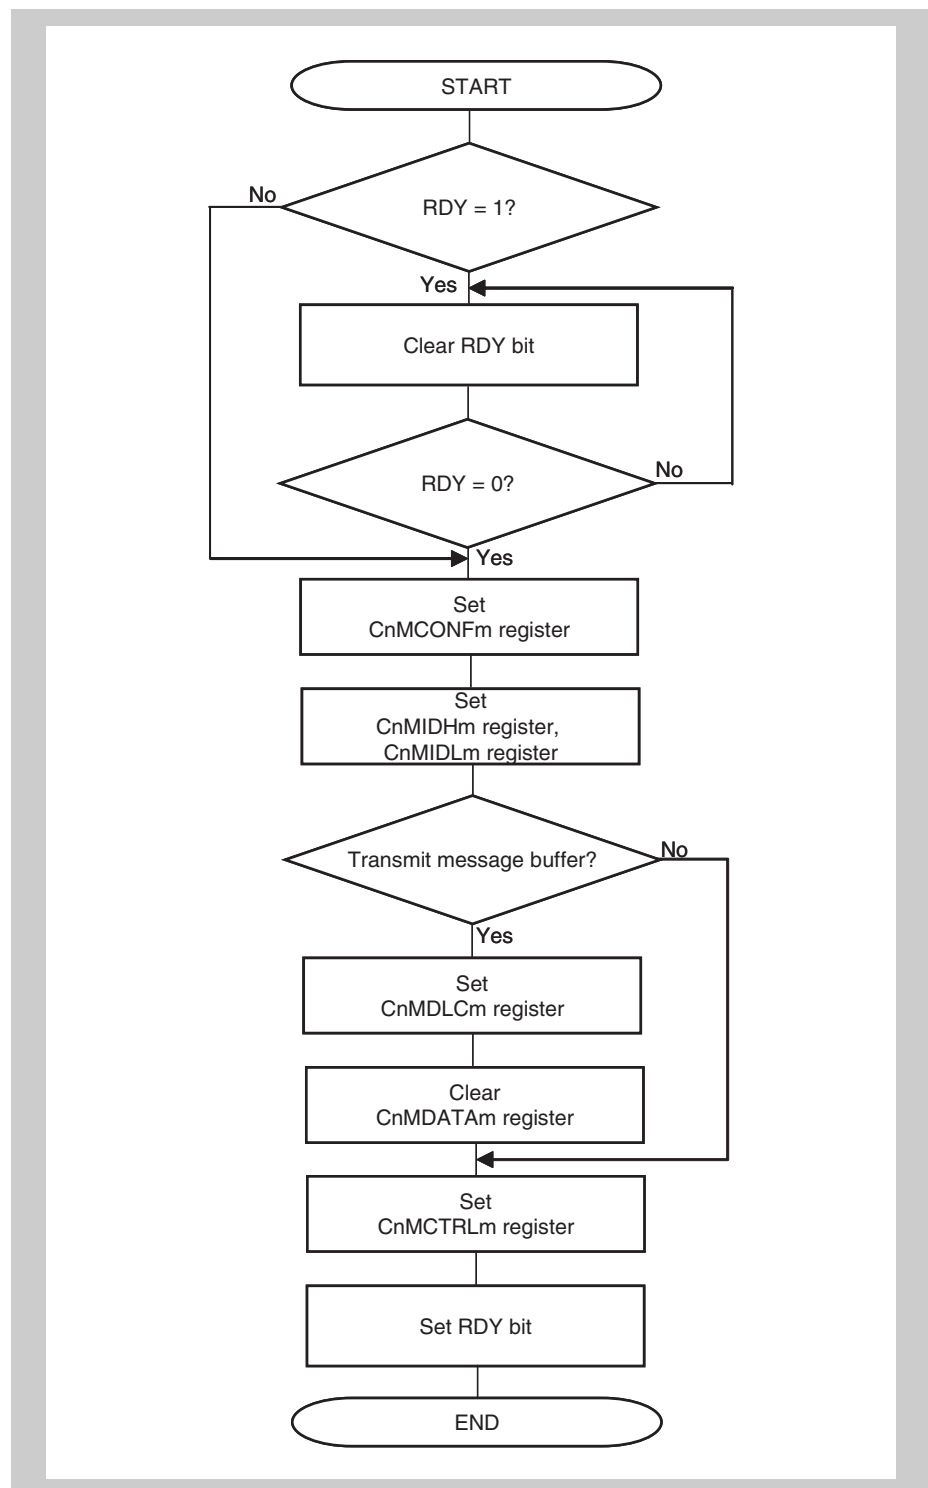 START
No
RDY = 1?
Yes
Clear RDY bit
RDY = 0?
No
Yes
Set
CnMCONFm register
Set
CnMIDHm register,
CnMIDLm register
Transmit message buffer?
No
Yes
Set
CnMDLCm register
Clear
CnMDATAm register
Set
CnMCTRLm register
Set RDY bit
END